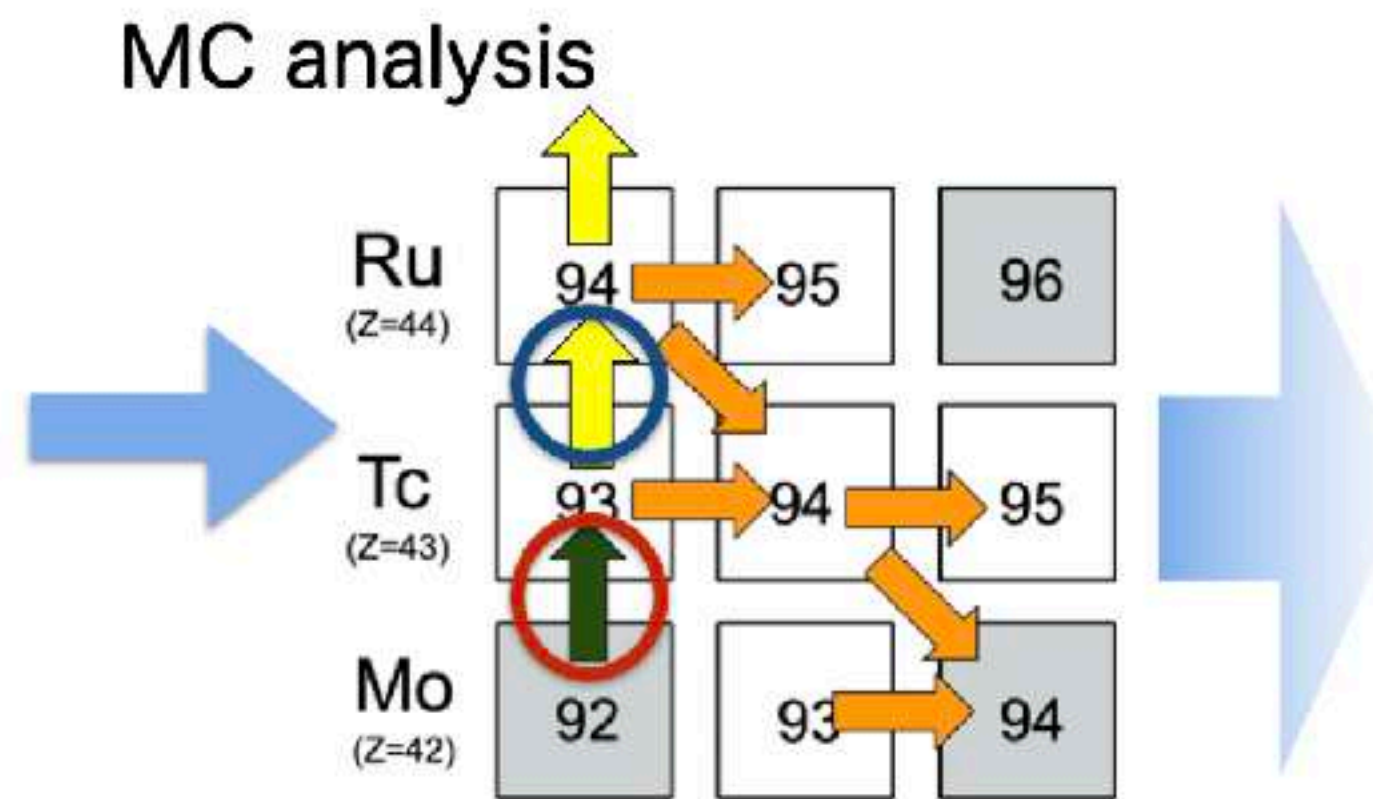 MC analysis
Ru 94 95 96
(Z=44)
Tc 93 94 95
(Z=43)
Mo 92 93 94
(Z=42)